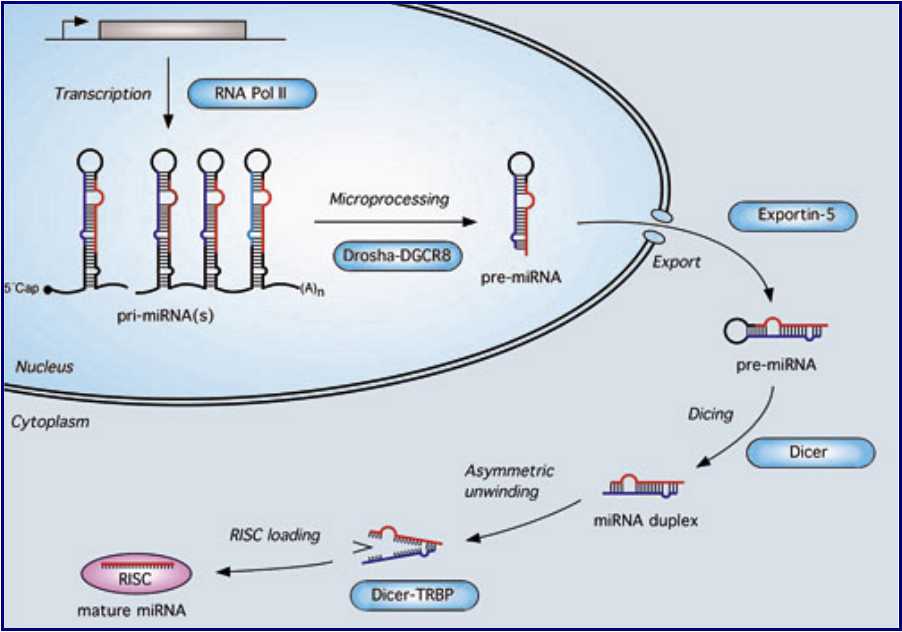 Transcription
RNA Pol II
Microprocessing
Drosha-DGCR8
pre-miRNA
5´Cap
(A)n
pri-miRNA(s)
Exportin-5
Export
pre-miRNA
Nucleus
Cytoplasm
Dicing
Dicer
Asymmetric
unwinding
miRNA duplex
RISC loading
Dicer-TRBP
RISC
mature miRNA